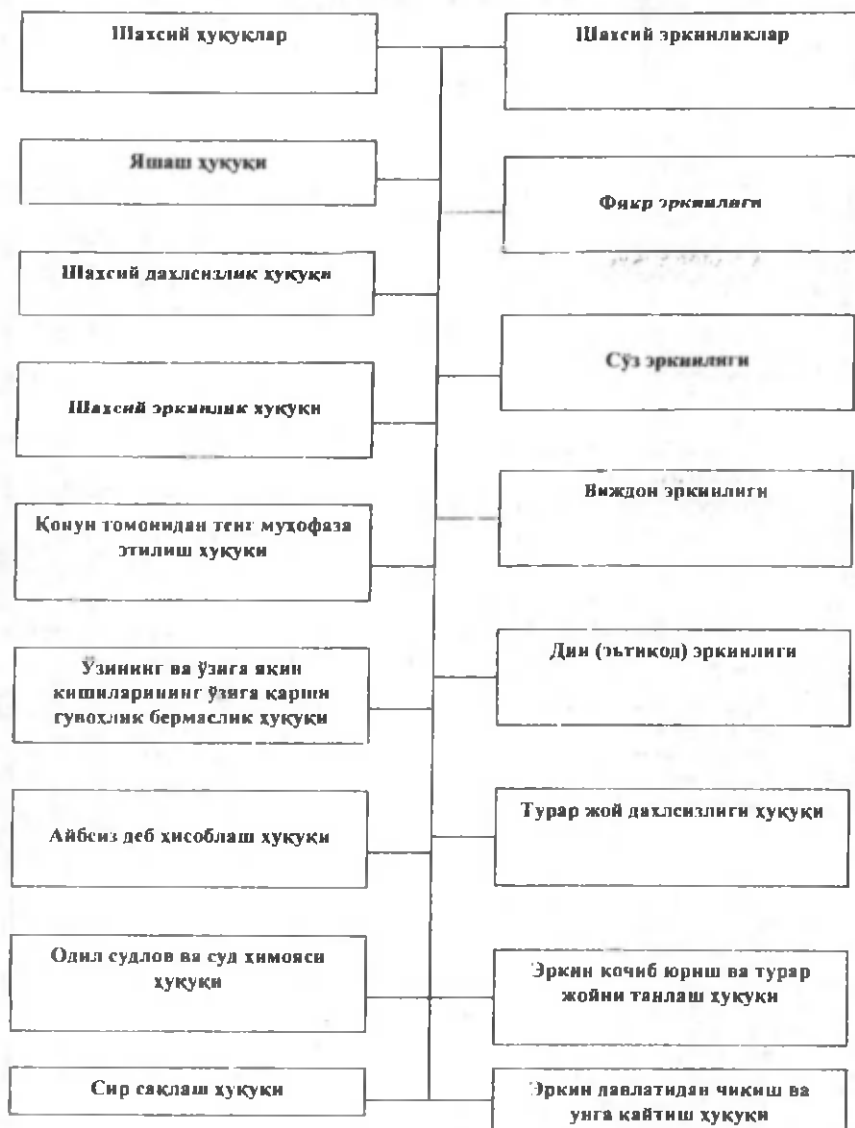 Шахсий ҳуқуқлар
Шахсий эркинликлар
Яшаш ҳуқуқи
Фикр эркинлиги
Шахсий дахлсизлик ҳуқуқи
Сўз эркинлиги
Шахсий эркинлик ҳуқуқи
Виждон эркинлиги
Қонун томонидан тенг муҳофаза
этилиш ҳуқуқи
Дин (эътиқод) эркинлиги
Ўзининг ва ўзига яқин
кишиларининг ўзига қарши
гувоҳлик бермаслик ҳуқуқи
Турар жой дахлсизлиги ҳуқуқи
Айбсиз деб ҳисоблаш ҳуқуқи
Одил судлов ва суд ҳимояси
ҳуқуқи
Эркин кочиб юриш ва турар
жойни танлаш ҳуқуқи
Сир сақлаш ҳуқуқи
Эркин давлатидан чиқиш ва
унга қайтиш ҳуқуқи